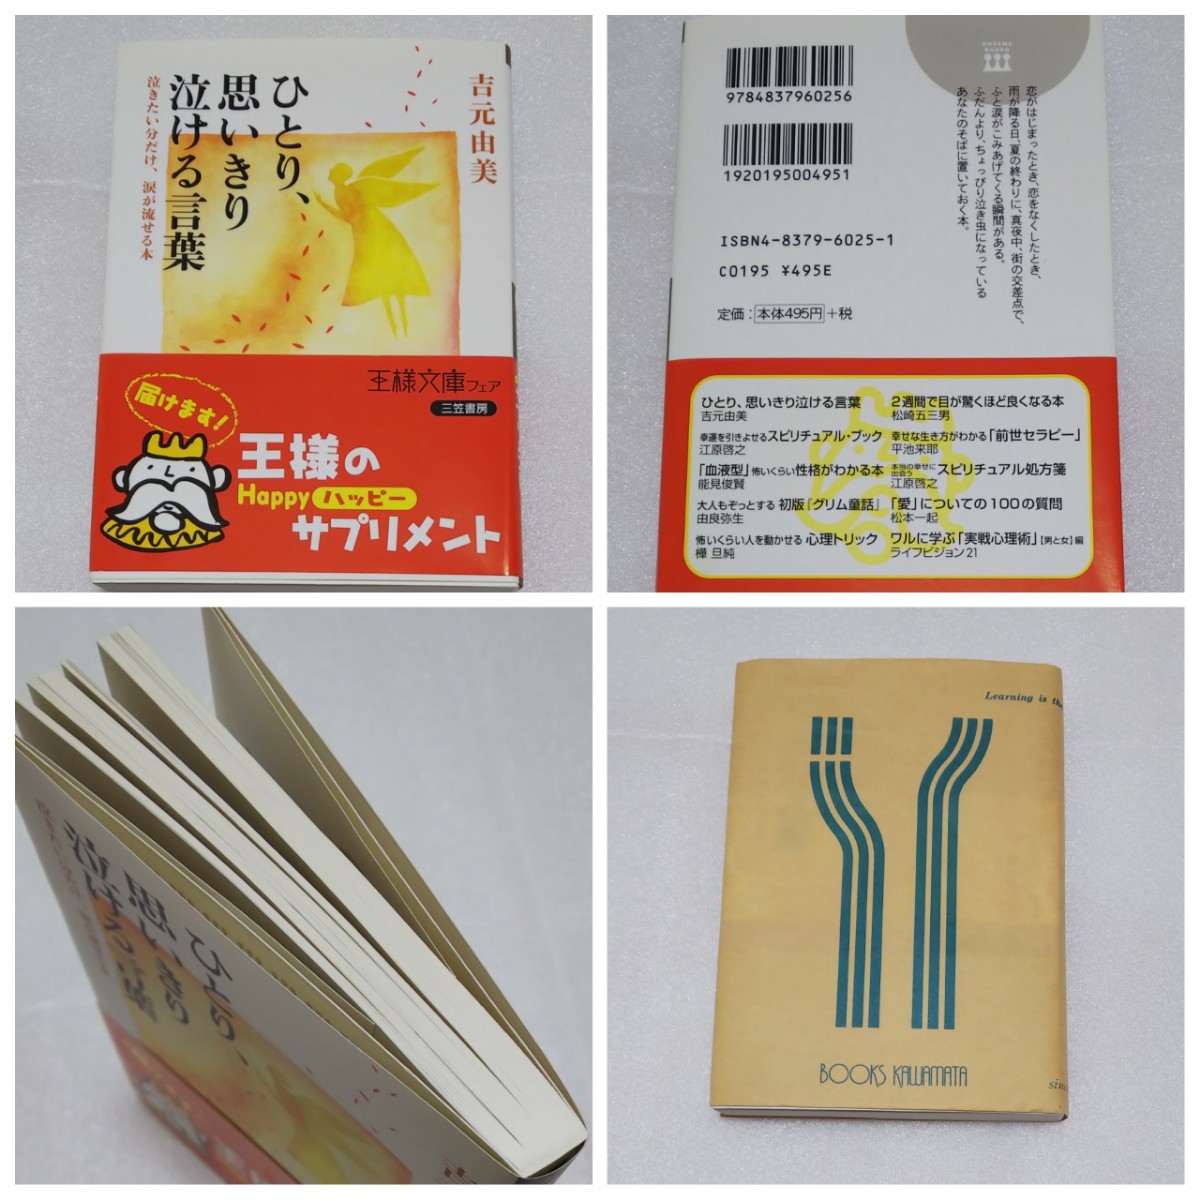 吉元由美
ひとり、
思いきり
泣ける言葉
泣きたい分だけ、涙が流せる本
王様文庫フェア
三笠書房
届けます!
王様の
Happy ハッピー
サプリメント
9784837960256
1920195004951
ISBN4-8379-6025-1
C0195 ¥495E
定価:本体495円+税
恋がはじまったとき、恋をなくしたとき、
雨が降る日、夏の終わりに、真夜中、街の交差点で、
ふと涙がこみあげてくる瞬間がある。
ふだんより、ちょっぴり泣き虫になっている
あなたのそばに置いておく本。
ひとり、思いきり泣ける言葉
吉元由美
幸運を引きよせるスピリチュアル・ブック
江原啓之
「血液型」怖いくらい性格がわかる本
能見俊賢
大人もぞっとする 初版『グリム童話』
由良弥生
怖いくらい人を動かせる 心理トリック
樺旦純
2週間で目が驚くほど良くなる本
松崎五三男
幸せな生き方がわかる「前世セラピー」
平池来耶
本当の幸せに出会う スピリチュアル処方箋
江原啓之
「愛」についての100の質問
松本一起
ワルに学ぶ「実戦心理術」【男と女】編
ライフビジョン21
ひとり、
思いきり
泣ける言葉
Learning is the
BOOKS KAWAMATA
sinc